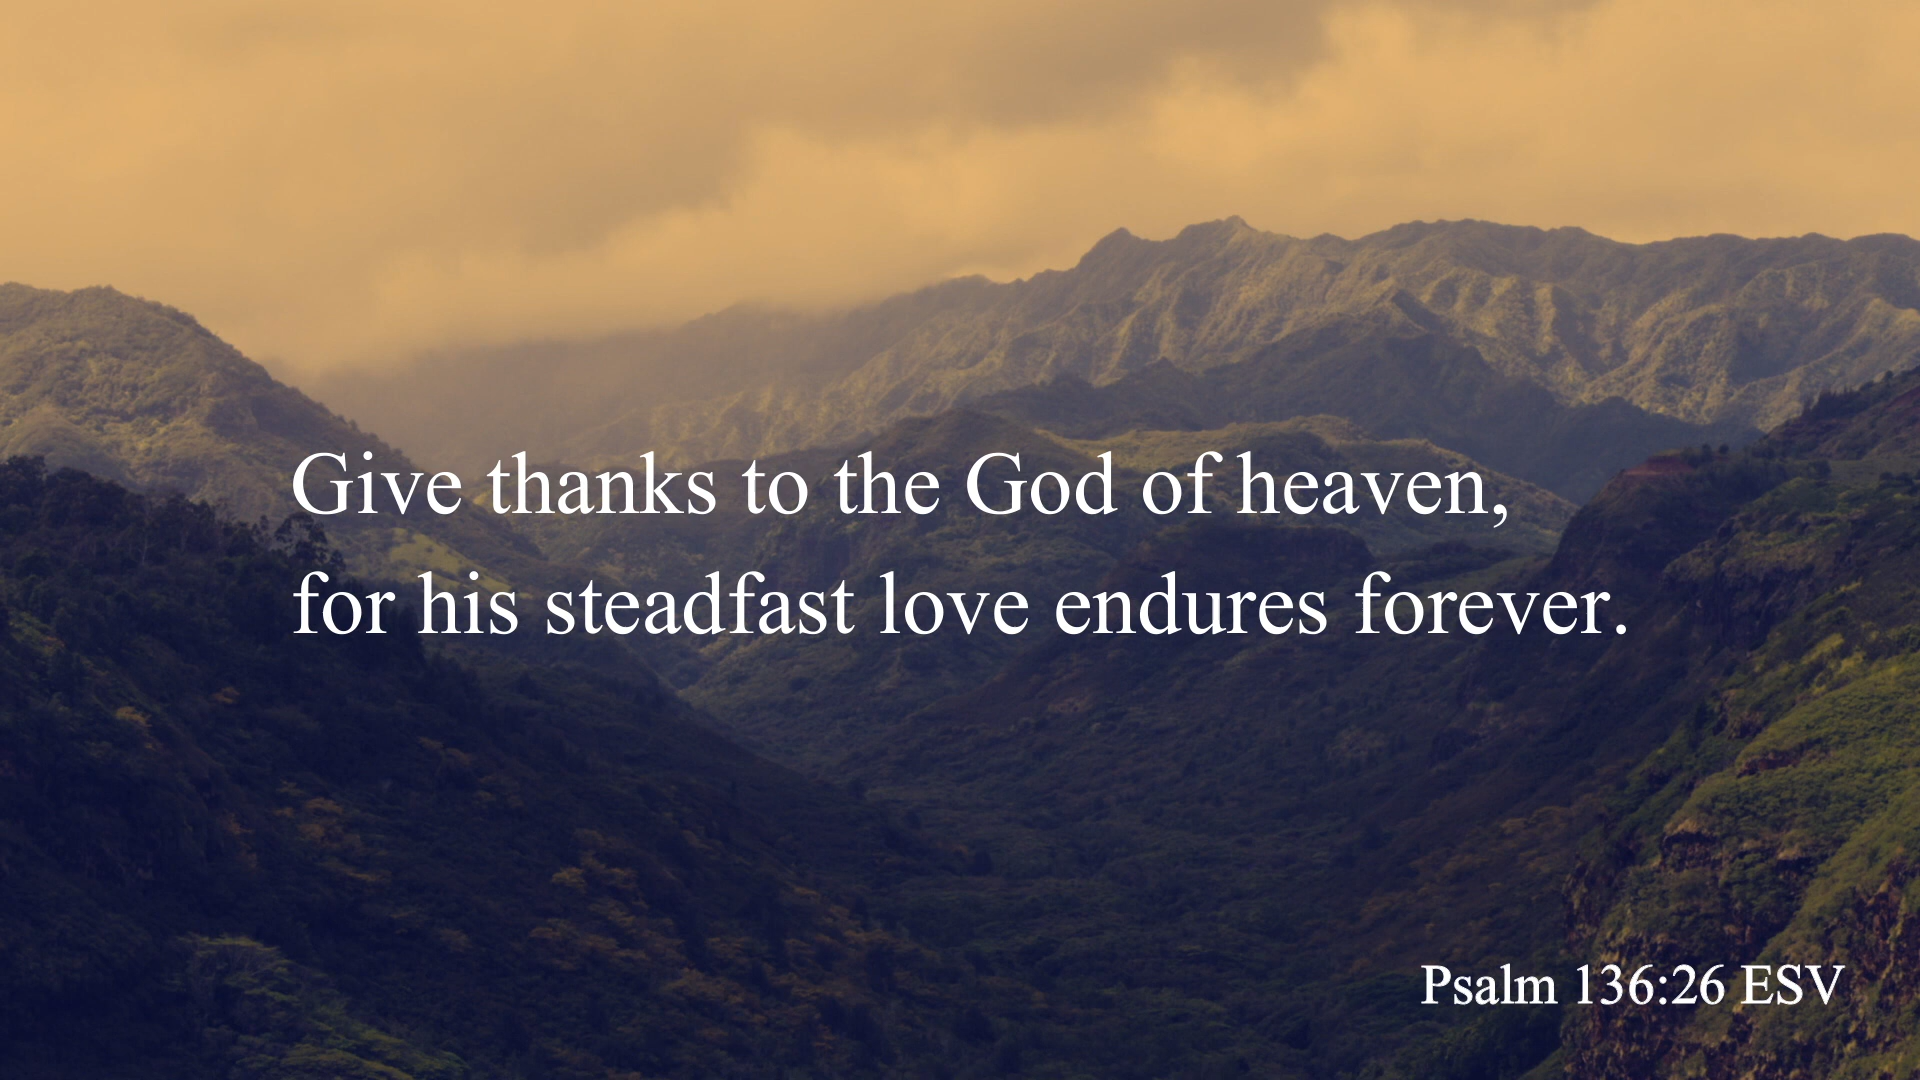 Give thanks to the God of heaven,
for his steadfast love endures forever.
Psalm 136:26 ESV